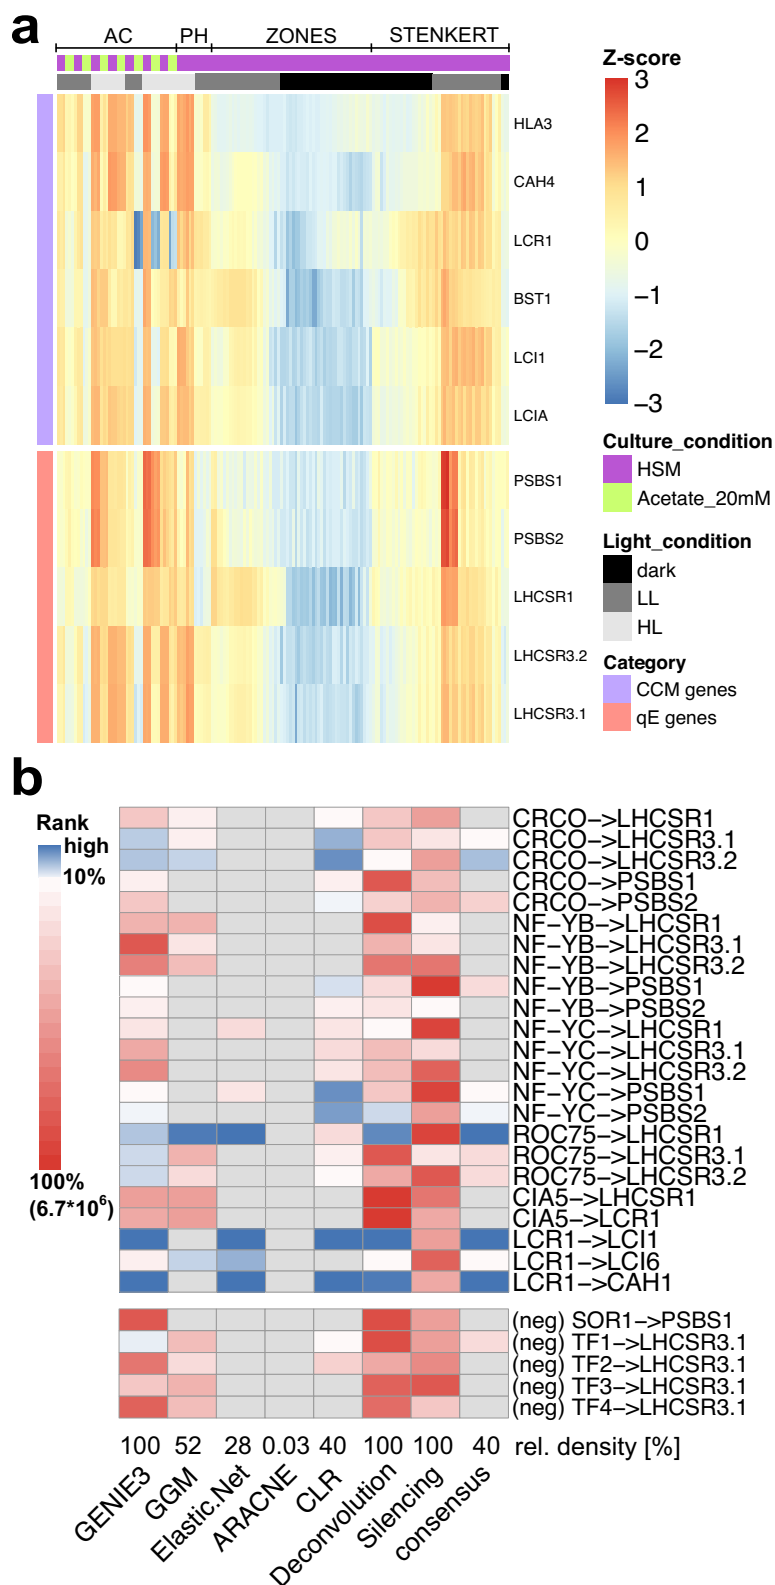 a
AC PH ZONES STENKERT
HLA3
CAH4
LCR1
BST1
LCI1
LCIA
PSBS1
PSBS2
LHCSR1
LHCSR3.2
LHCSR3.1
Z-score
3
2
1
0
−1
−2
−3
Culture_condition
HSM
Acetate_20mM
Light_condition
dark
LL
HL
Category
CCM genes
qE genes
b
Rank
high
10%
100%
(6.7*10⁶)
CRCO−>LHCSR1
CRCO−>LHCSR3.1
CRCO−>LHCSR3.2
CRCO−>PSBS1
CRCO−>PSBS2
NF−YB−>LHCSR1
NF−YB−>LHCSR3.1
NF−YB−>LHCSR3.2
NF−YB−>PSBS1
NF−YB−>PSBS2
NF−YC−>LHCSR1
NF−YC−>LHCSR3.1
NF−YC−>LHCSR3.2
NF−YC−>PSBS1
NF−YC−>PSBS2
ROC75−>LHCSR1
ROC75−>LHCSR3.1
ROC75−>LHCSR3.2
CIA5−>LHCSR1
CIA5−>LCR1
LCR1−>LCI1
LCR1−>LCI6
LCR1−>CAH1
(neg) SOR1−>PSBS1
(neg) TF1−>LHCSR3.1
(neg) TF2−>LHCSR3.1
(neg) TF3−>LHCSR3.1
(neg) TF4−>LHCSR3.1
100 52 28 0.03 40 100 100 40 rel. density [%]
GENIE3
GGM
Elastic.Net
ARACNE
CLR
Deconvolution
Silencing
consensus